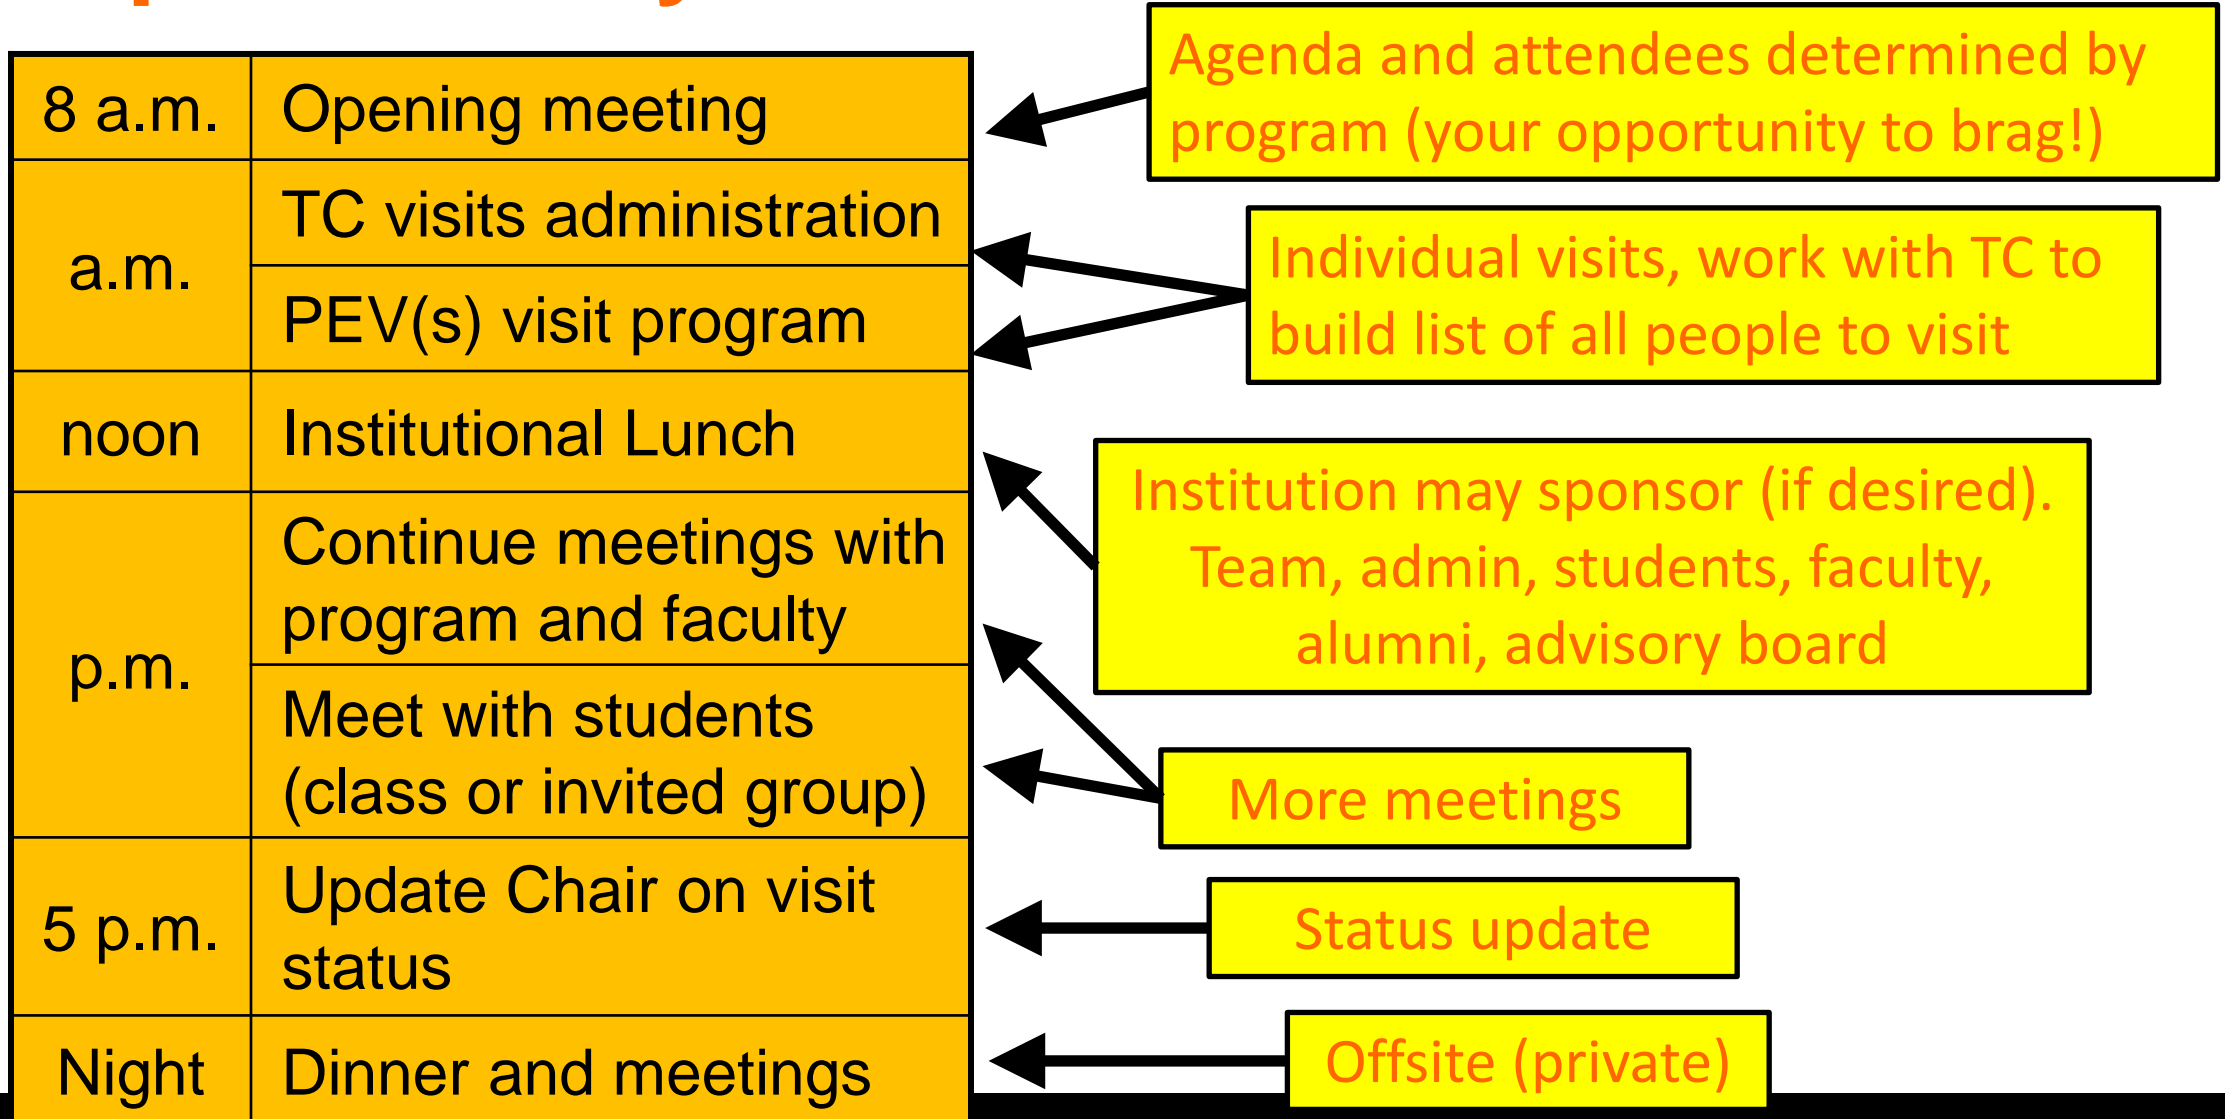 8 a.m.
Opening meeting
Agenda and attendees determined by
program (your opportunity to brag!)
a.m.
TC visits administration
PEV(s) visit program
Individual visits, work with TC to
build list of all people to visit
noon
Institutional Lunch
Institution may sponsor (if desired).
Team, admin, students, faculty,
alumni, advisory board
p.m.
Continue meetings with
program and faculty
Meet with students
(class or invited group)
More meetings
5 p.m.
Update Chair on visit
status
Status update
Night
Dinner and meetings
Offsite (private)